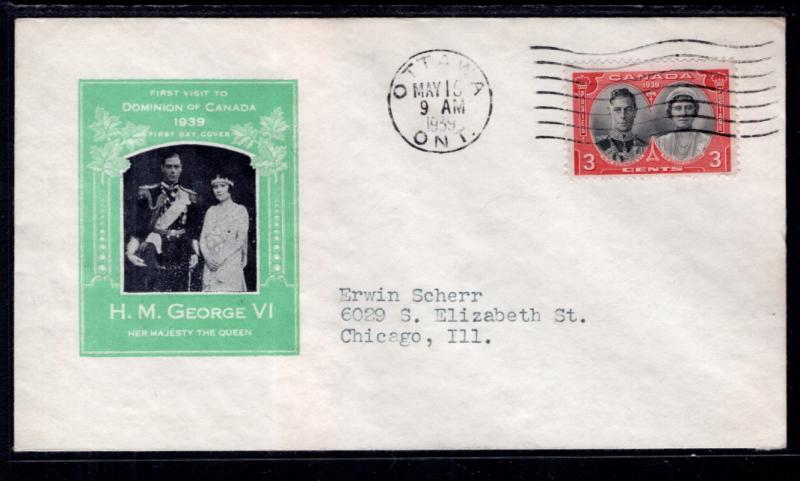 FIRST VISIT TO
DOMINION OF CANADA
1939
FIRST DAY COVER
H. M. GEORGE VI
HER MAJESTY THE QUEEN
OTTAWA
MAY 15
9 AM
1939
ONT.
CANADA
1939
3 3
CENTS
Erwin Scherr
6029 S. Elizabeth St.
Chicago, Ill.